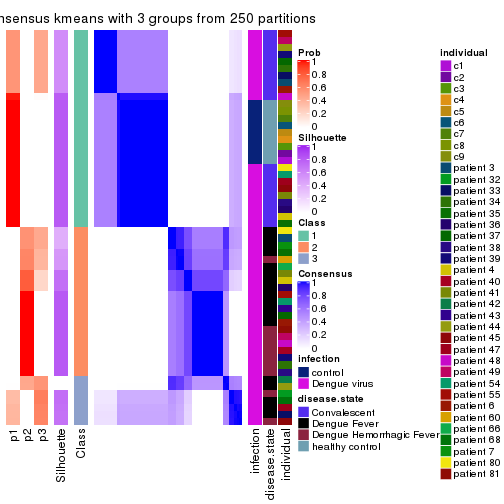 nsensus kmeans with 3 groups from 250 partitions
Prob
1
0.8
0.6
0.4
0.2
0
Silhouette
1
0.8
0.6
0.4
0.2
0
Class
1
2
3
Consensus
1
0.8
0.6
0.4
0.2
0
infection
control
Dengue virus
disease.state
Convalescent
Dengue Fever
Dengue Hemorrhagic Fever
healthy control
individual
c1
c2
c3
c4
c5
c6
c7
c8
c9
patient 3
patient 32
patient 33
patient 34
patient 35
patient 36
patient 37
patient 38
patient 39
patient 4
patient 40
patient 41
patient 42
patient 43
patient 44
patient 45
patient 47
patient 48
patient 49
patient 54
patient 55
patient 6
patient 60
patient 66
patient 68
patient 7
patient 80
patient 81
p1
p2
p3
Silhouette
Class
infection
disease.state
individual